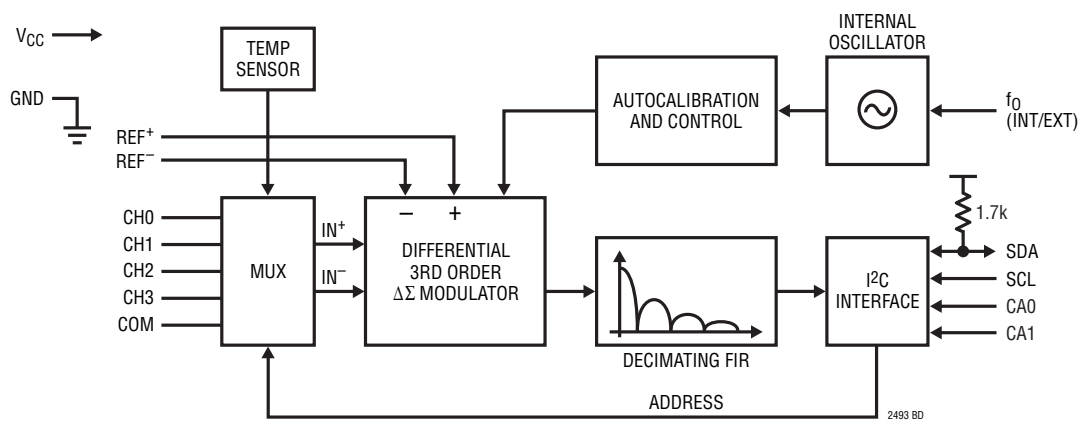 INTERNAL
OSCILLATOR
VCC
TEMP
SENSOR
GND
AUTOCALIBRATION
AND CONTROL
fO
(INT/EXT)
REF+
REF–
1.7k
– +
CH0
CH1
CH2
CH3
COM
MUX
IN+
IN–
DIFFERENTIAL
3RD ORDER
ΔΣ MODULATOR
DECIMATING FIR
I2C
INTERFACE
SDA
SCL
CA0
CA1
ADDRESS
2493 BD